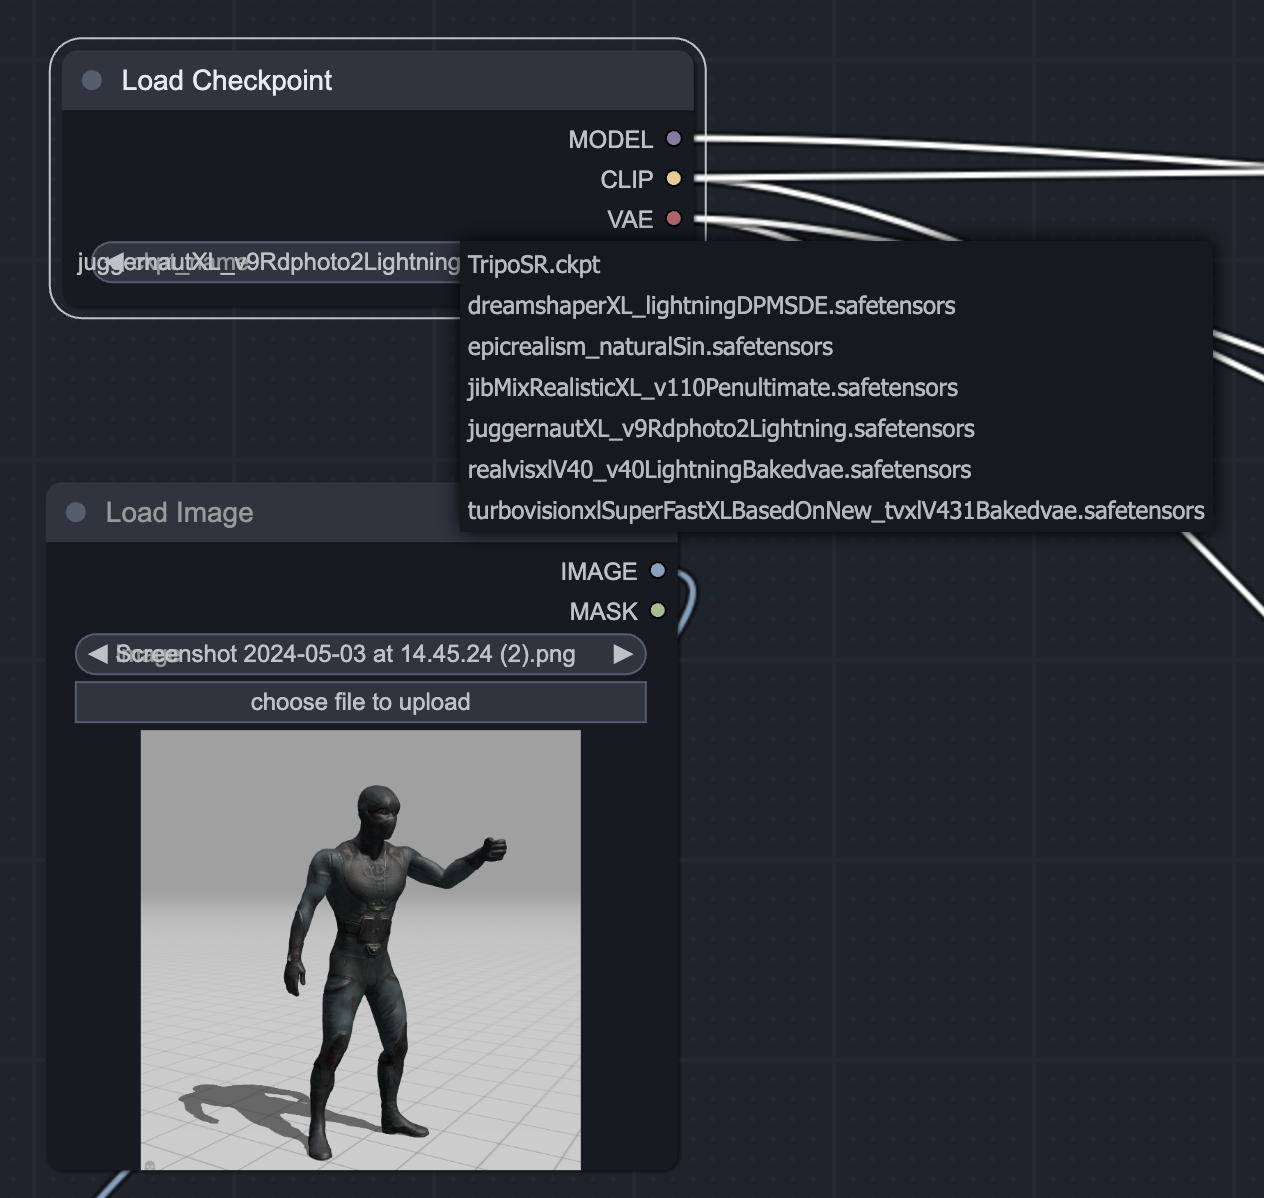 Load Checkpoint
MODEL
CLIP
VAE
ckpt_name
juggernautXL_v9Rdphoto2Lightning
TripoSR.ckpt
dreamshaperXL_lightningDPMSDE.safetensors
epicrealism_naturalSin.safetensors
jibMixRealisticXL_v110Penultimate.safetensors
juggernautXL_v9Rdphoto2Lightning.safetensors
realvisxlV40_v40LightningBakedvae.safetensors
turbovisionxlSuperFastXLBasedOnNew_tvxlV431Bakedvae.safetensors
Load Image
IMAGE
MASK
image
Screenshot 2024-05-03 at 14.45.24 (2).png
choose file to upload